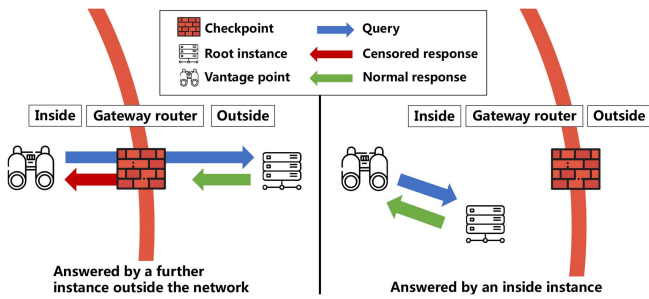 Checkpoint
Query
Root instance
Censored response
Vantage point
Normal response
Inside
Gateway router
Outside
Inside
Gateway router
Outside
Answered by a further
instance outside the network
Answered by an inside instance